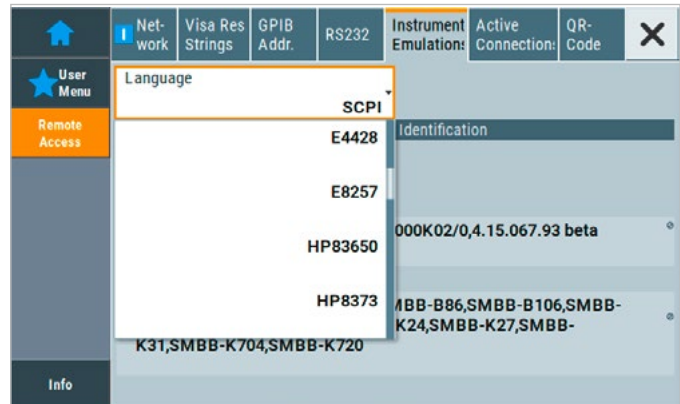 Net-
work
Visa Res
Strings
GPIB
Addr.
RS232
Instrument
Emulations
Active
Connections
QR-
Code
User
Menu
Remote
Access
Info
Language
SCPI
E4428
E8257
HP83650
HP8373
Identification
000K02/0,4.15.067.93 beta
MBB-B86,SMBB-B106,SMBB-
K24,SMBB-K27,SMBB-
K31,SMBB-K704,SMBB-K720